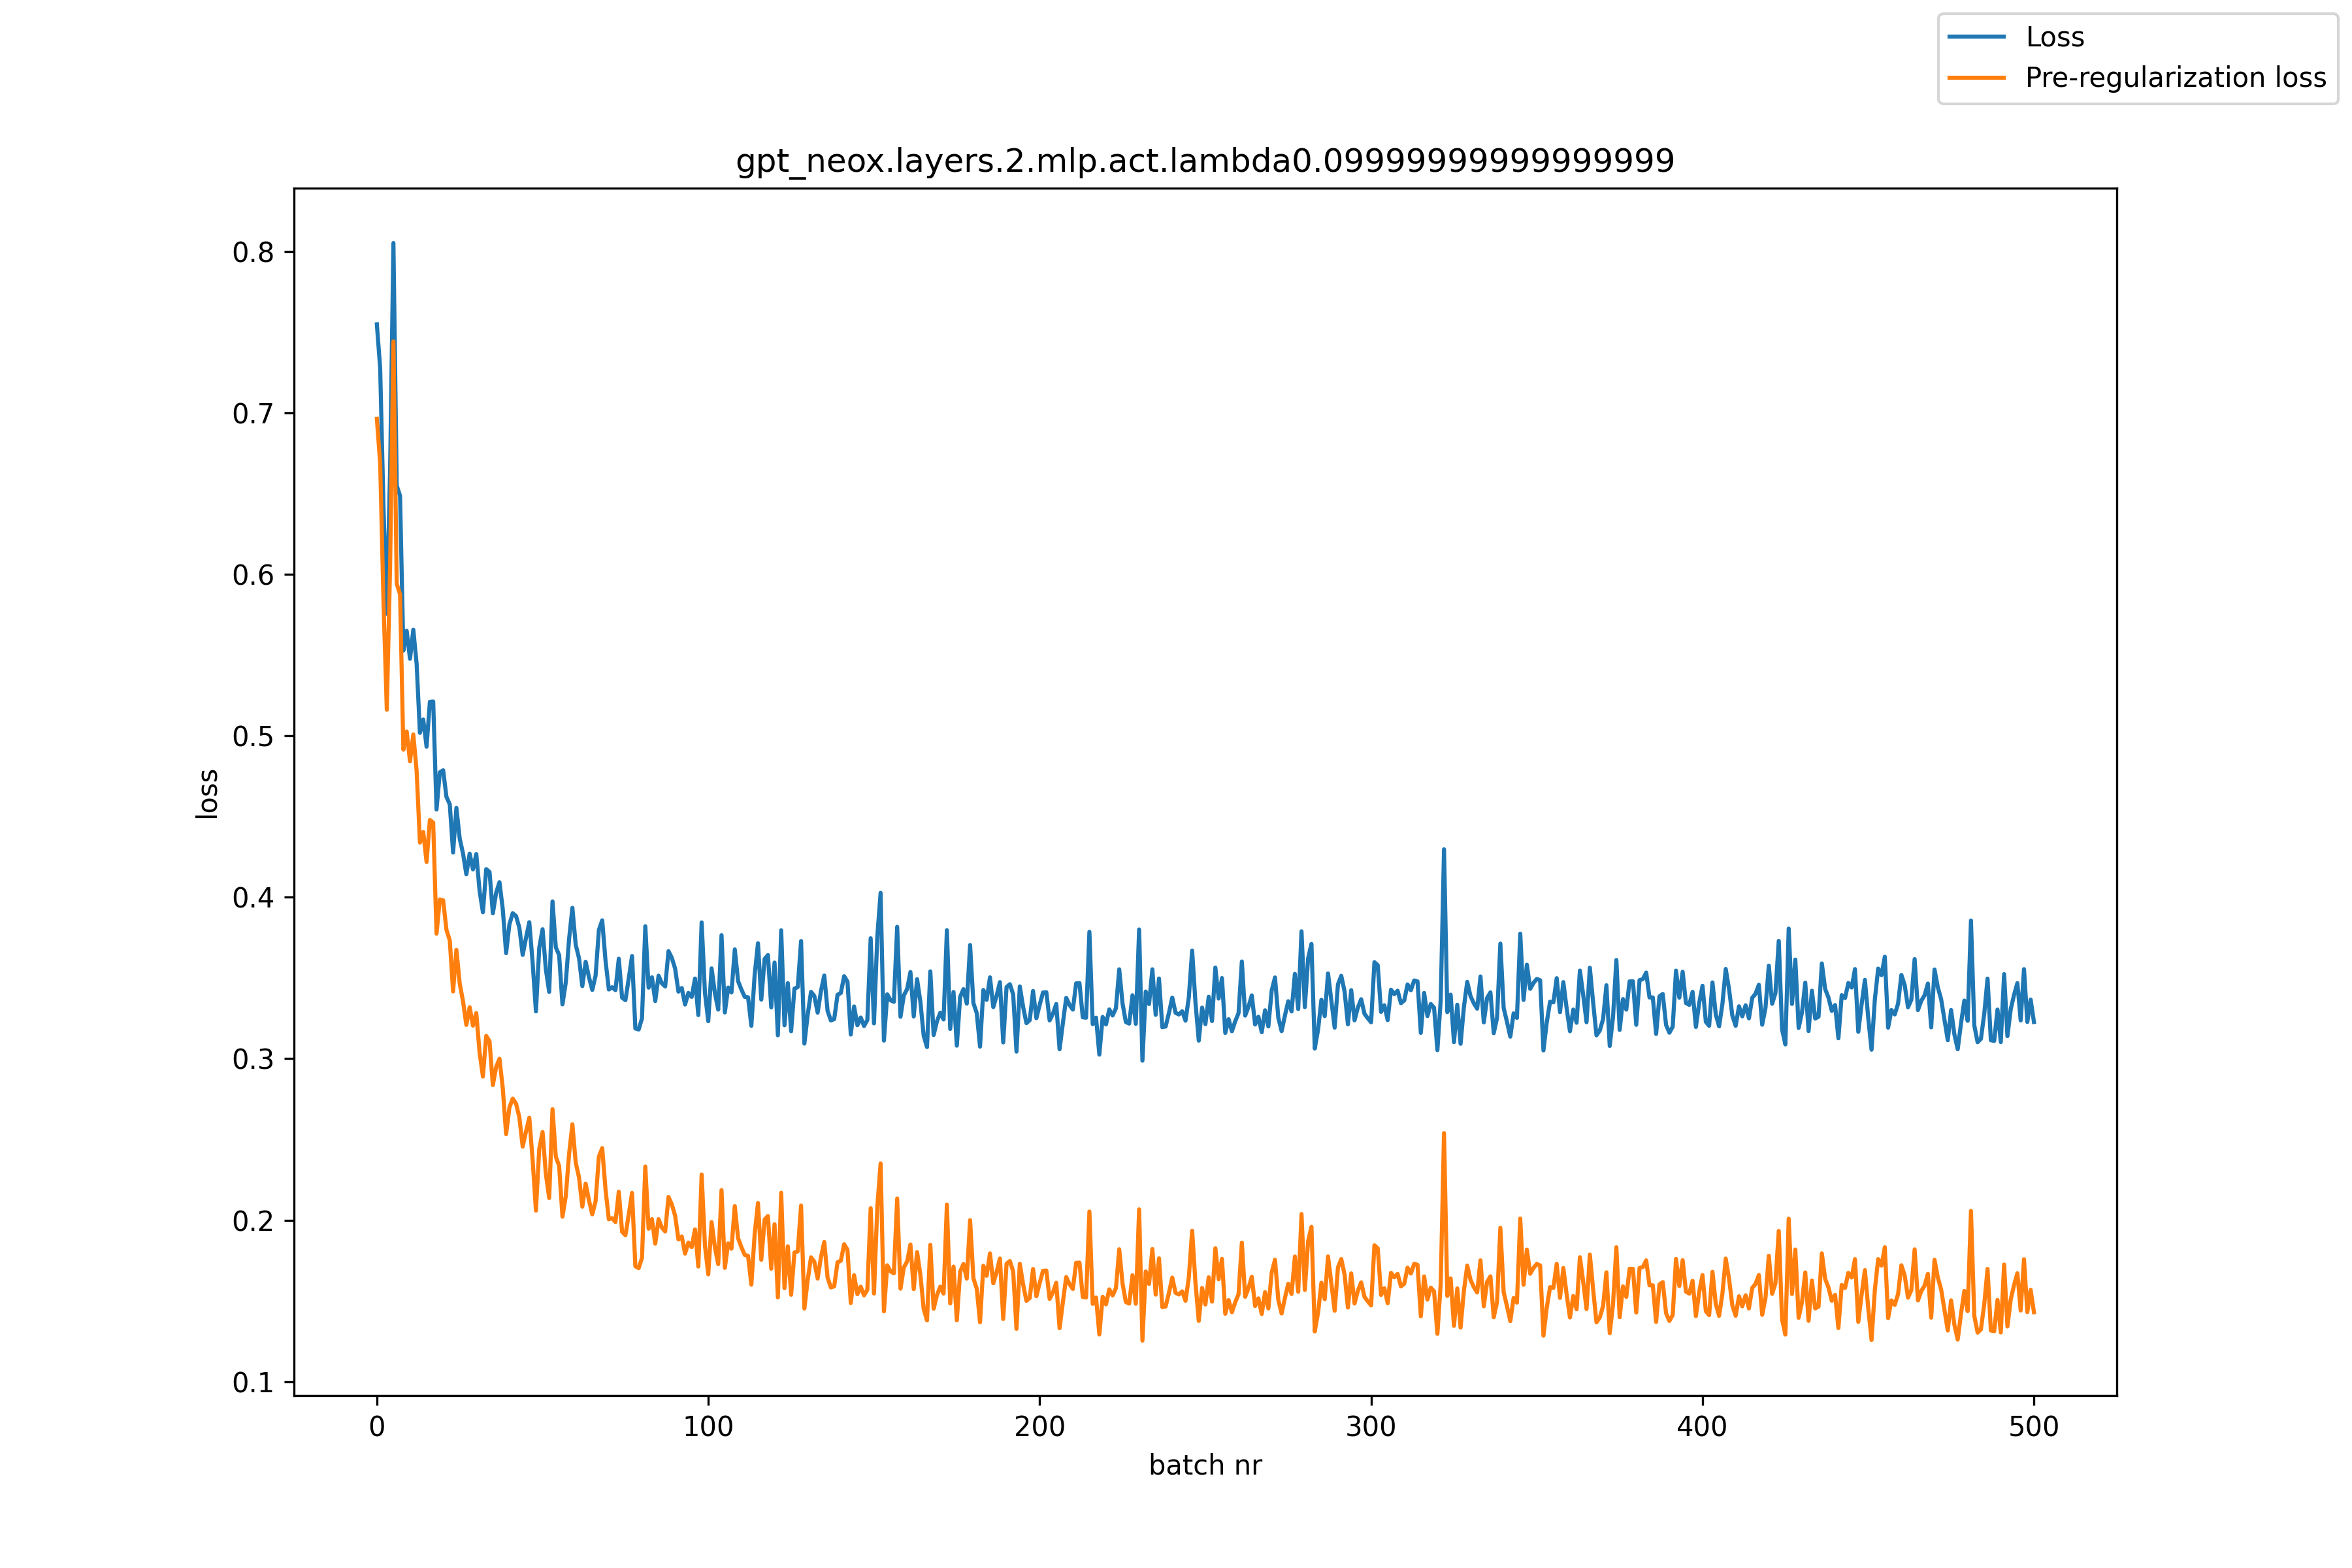 Loss
Pre-regularization loss
gpt_neox.layers.2.mlp.act.lambda0.09999999999999999
0.8
0.7
0.6
0.5
0.4
0.3
0.2
0.1
loss
0 100 200 300 400 500
batch nr